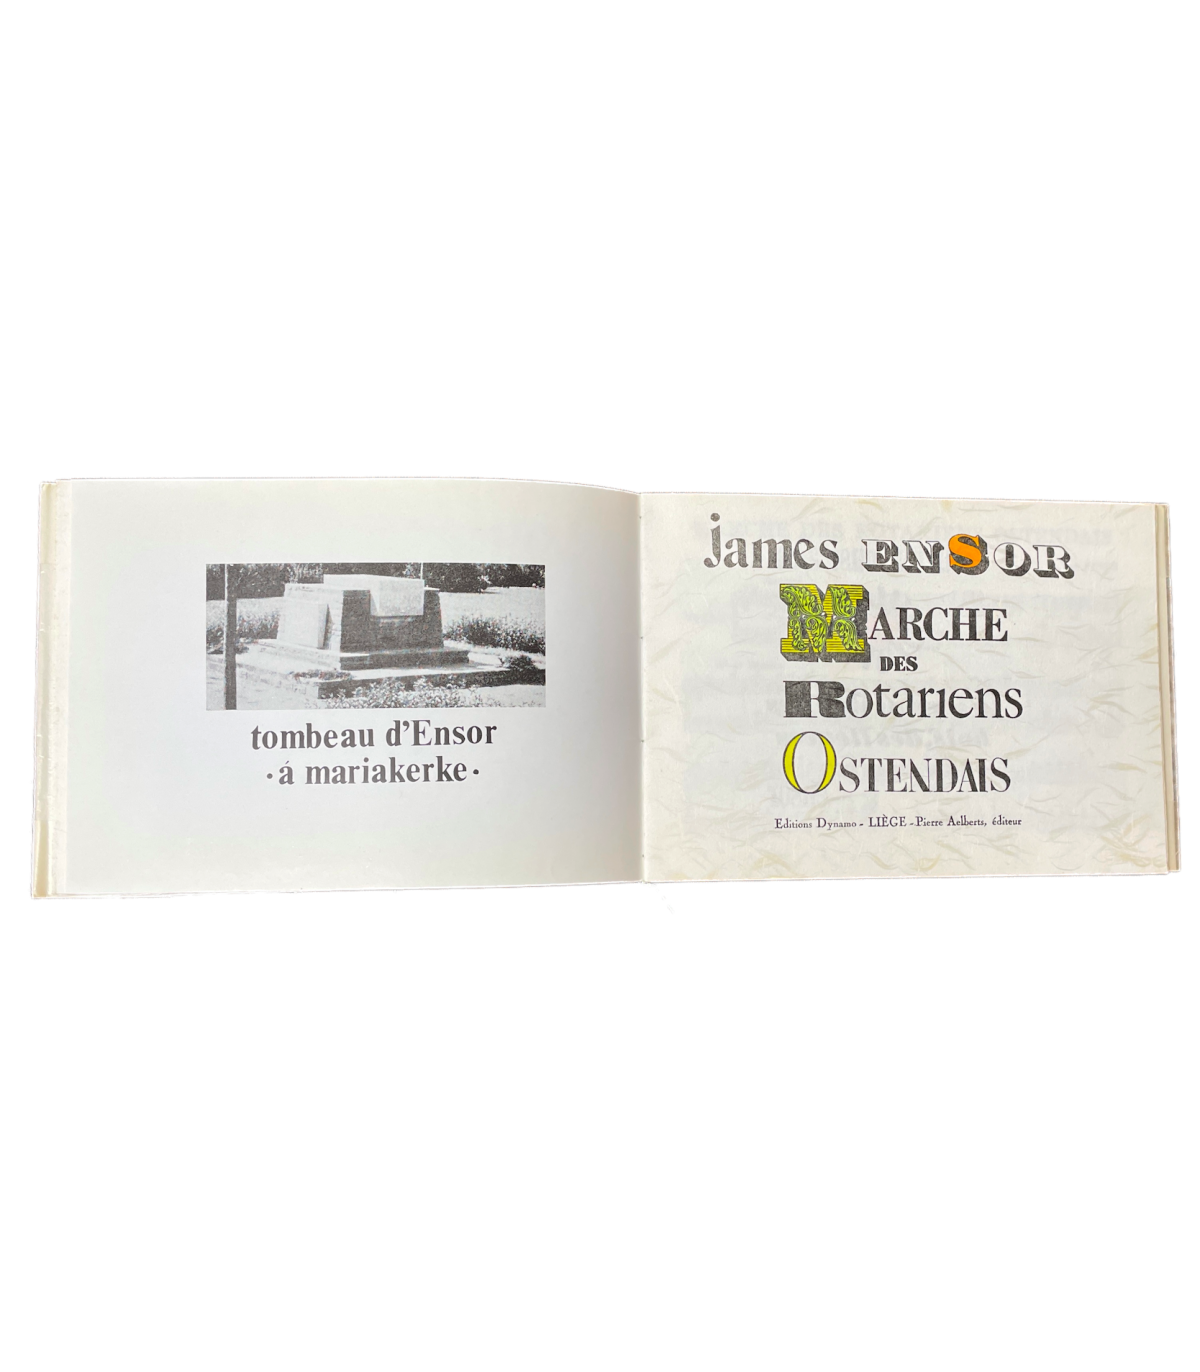 tombeau d'Ensor
• á mariakerke •
james ENSOR
MARCHE
DES
ROTARIENS
OSTENDAIS
Editions Dynamo - LIÈGE - Pierre Aelberts, éditeur